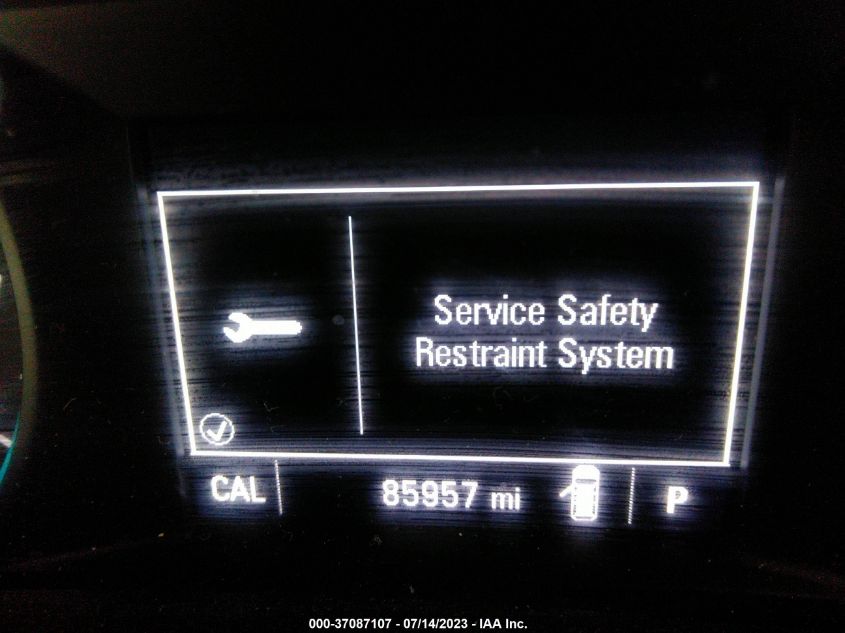 Service Safety
Restraint System
CAL 85957 mi P
000-37087107 - 07/14/2023 - IAA Inc.